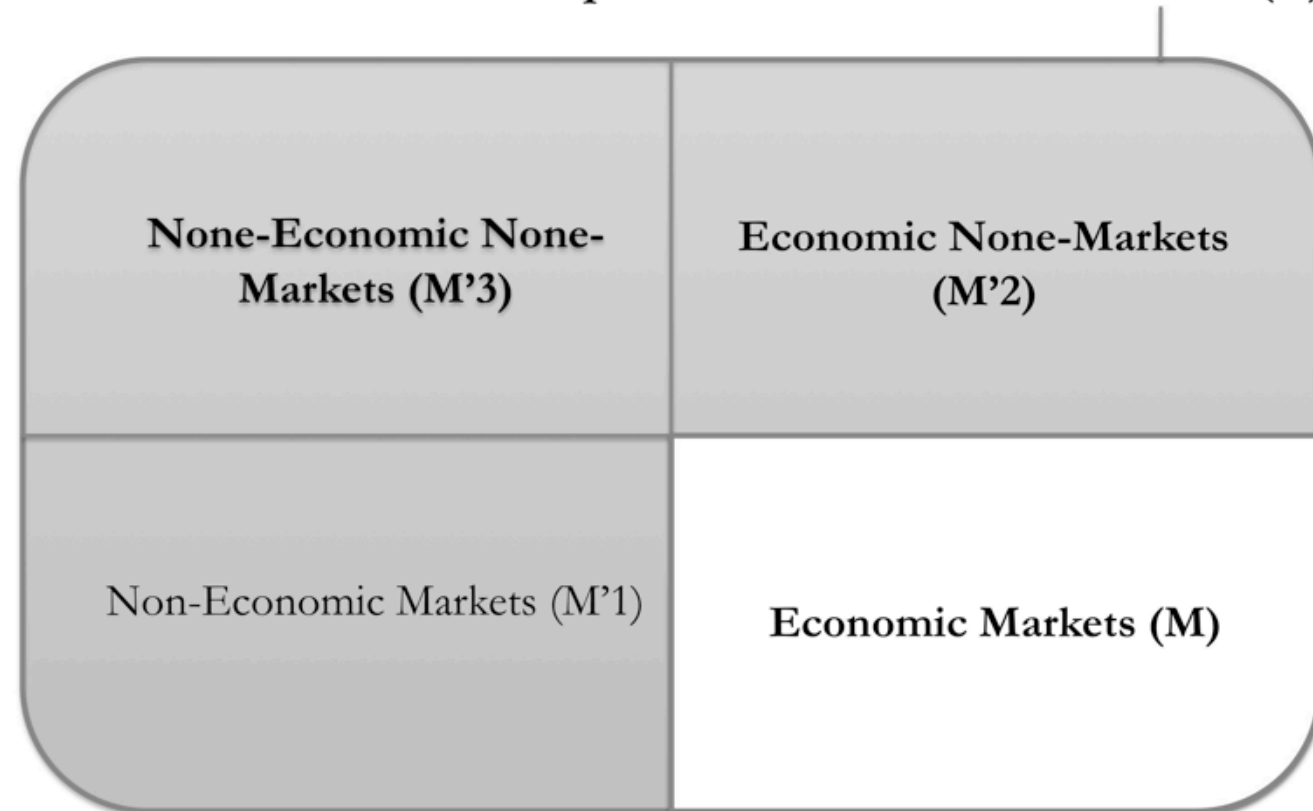 None-Economic None-
Markets (M’3)
Economic None-Markets
(M’2)
Non-Economic Markets (M’1)
Economic Markets (M)